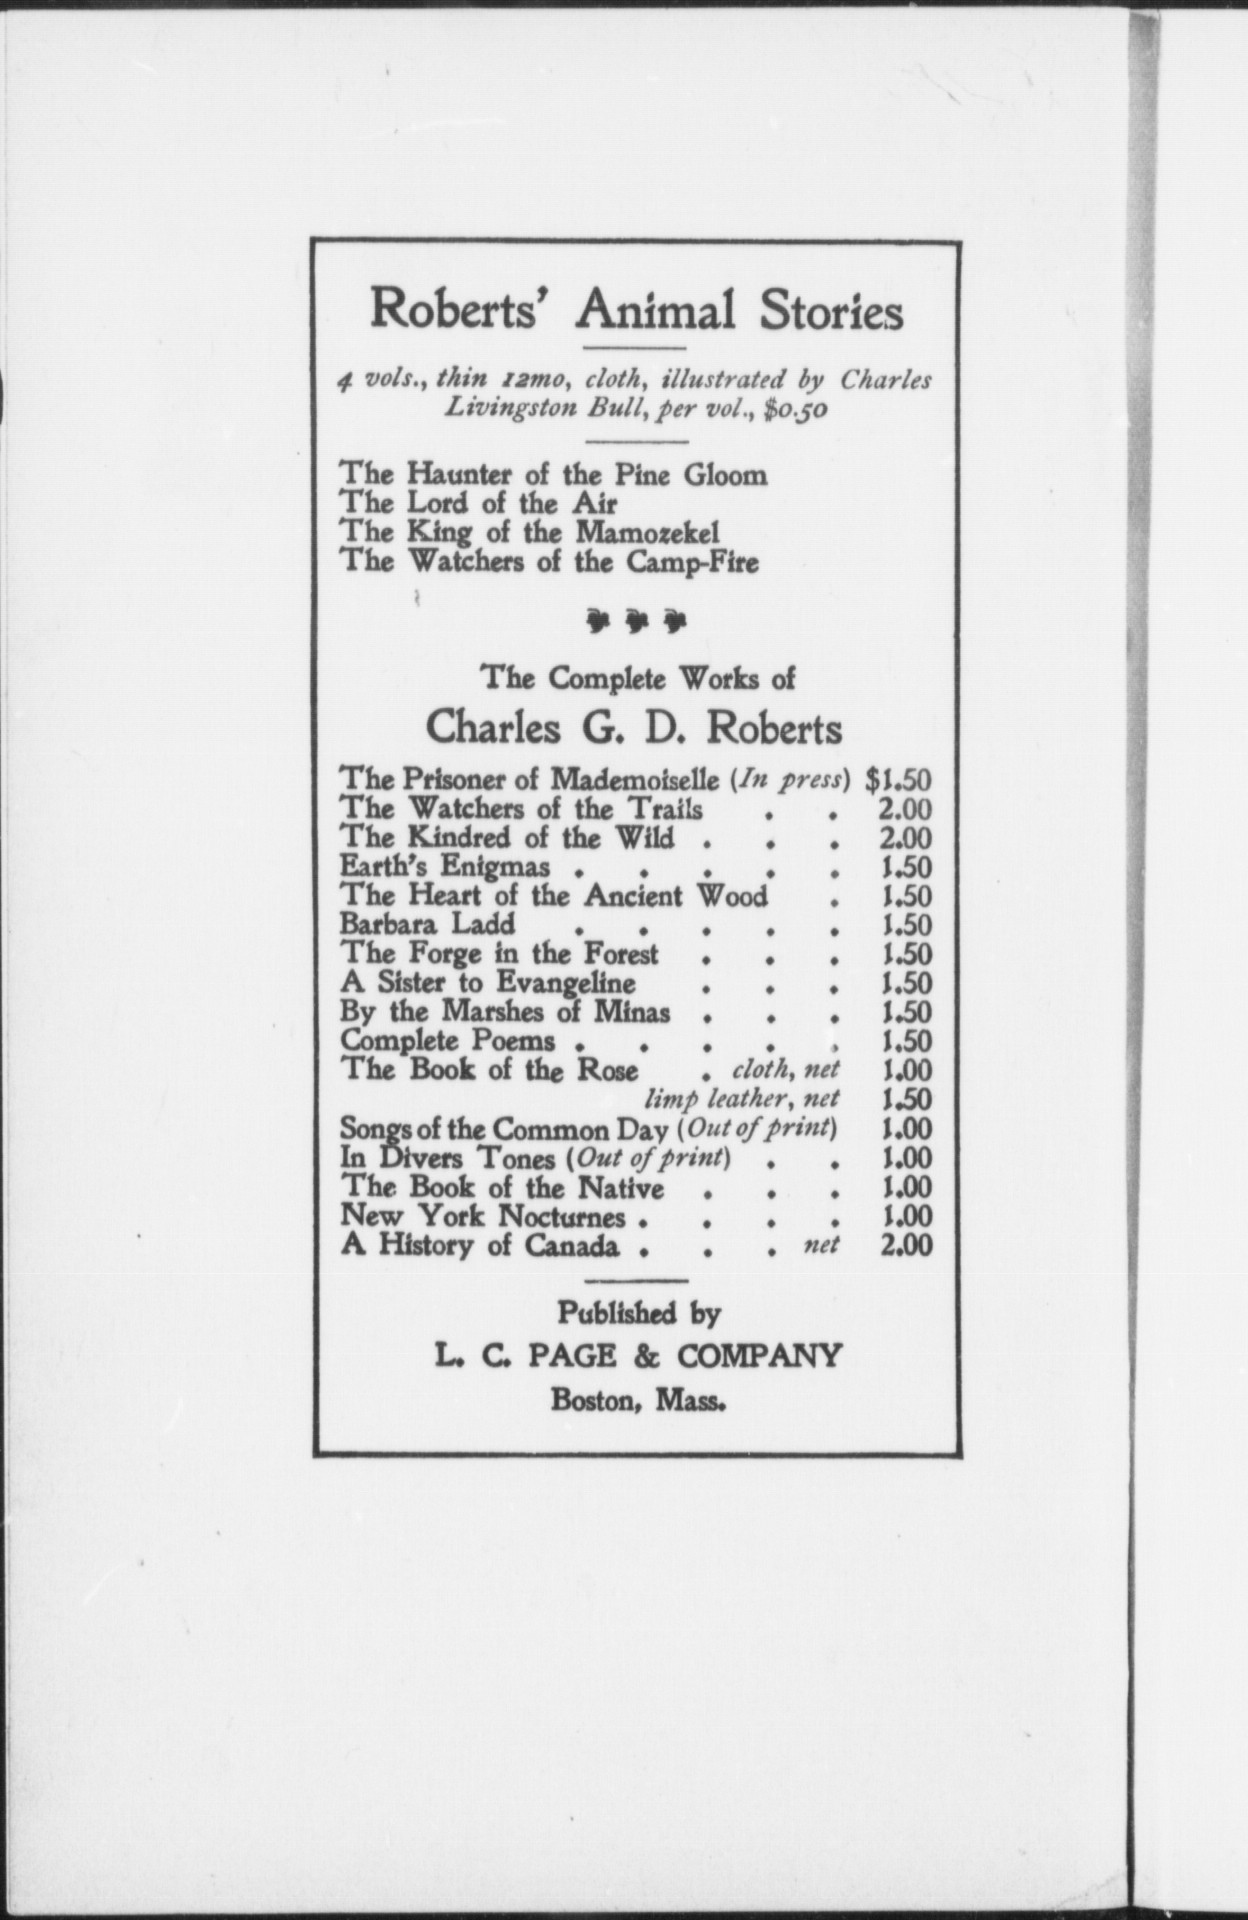 Roberts' Animal Stories
4 vols., thin 12mo, cloth, illustrated by Charles
Livingston Bull, per vol., $0.50
The Haunter of the Pine Gloom
The Lord of the Air
The King of the Mamozekel
The Watchers of the Camp-Fire
The Complete Works of
Charles G. D. Roberts
The Prisoner of Mademoiselle (In press) $1.50
The Watchers of the Trails . . 2.00
The Kindred of the Wild . . . 2.00
Earth's Enigmas . . . . . 1.50
The Heart of the Ancient Wood . 1.50
Barbara Ladd . . . . . 1.50
The Forge in the Forest . . . 1.50
A Sister to Evangeline . . . 1.50
By the Marshes of Minas . . . 1.50
Complete Poems . . . . . 1.50
The Book of the Rose . cloth, net 1.00
limp leather, net 1.50
Songs of the Common Day (Out of print) 1.00
In Divers Tones (Out of print) . . 1.00
The Book of the Native . . . 1.00
New York Nocturnes . . . . 1.00
A History of Canada . . . net 2.00
Published by
L. C. PAGE & COMPANY
Boston, Mass.